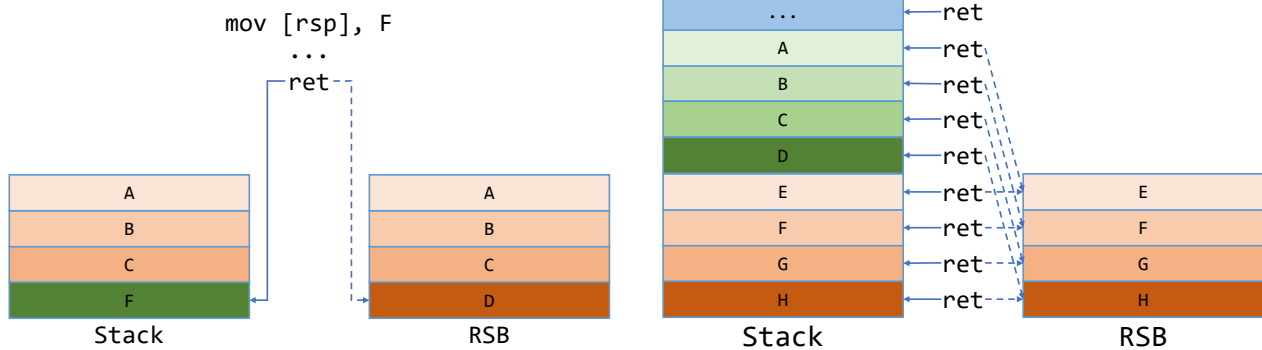 mov [rsp], F
...
ret
A
B
C
F
Stack
A
B
C
D
RSB
... ret
A ret
B ret
C ret
D ret
E ret E
F ret F
G ret G
H ret H
Stack RSB